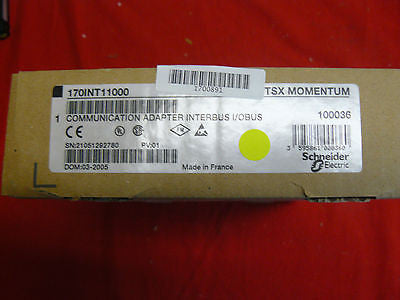 170INT11000
TSX MOMENTUM
1700891
1 COMMUNICATION ADAPTER INTERBUS I/OBUS
100036
SN:21051292780 PV:01
DOM:03-2005
Made in France
Schneider
Electric